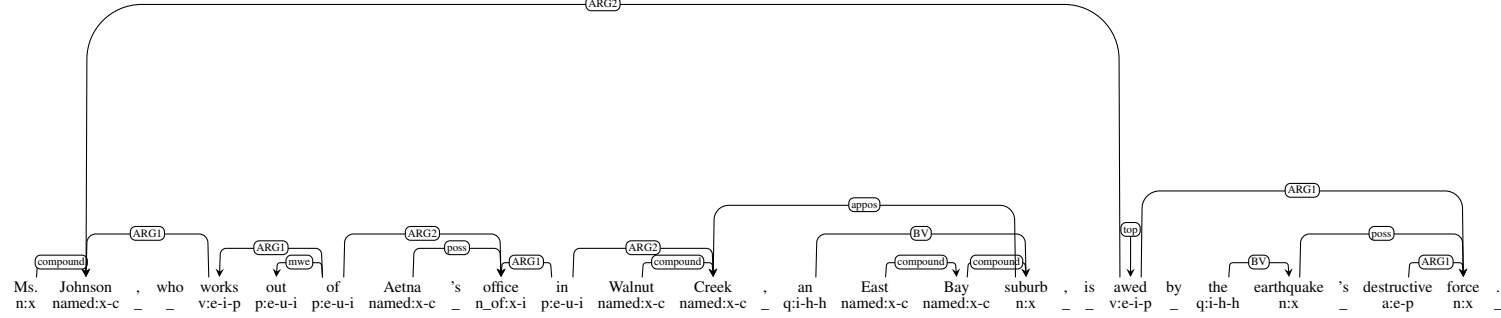 ARG2
ARG1
appos
top
ARG1 ARG1 ARG2 poss ARG2 BV poss
compound mwe ARG1 compound compound compound BV ARG1
Ms. Johnson , who works out of Aetna 's office in Walnut Creek , an East Bay suburb , is awed by the earthquake 's destructive force .
n:x named:x-c _ _ v:e-i-p p:e-u-i p:e-u-i named:x-c _ n_of:x-i p:e-u-i named:x-c named:x-c _ q:i-h-h named:x-c named:x-c n:x _ _ v:e-i-p _ q:i-h-h n:x _ a:e-p n:x _